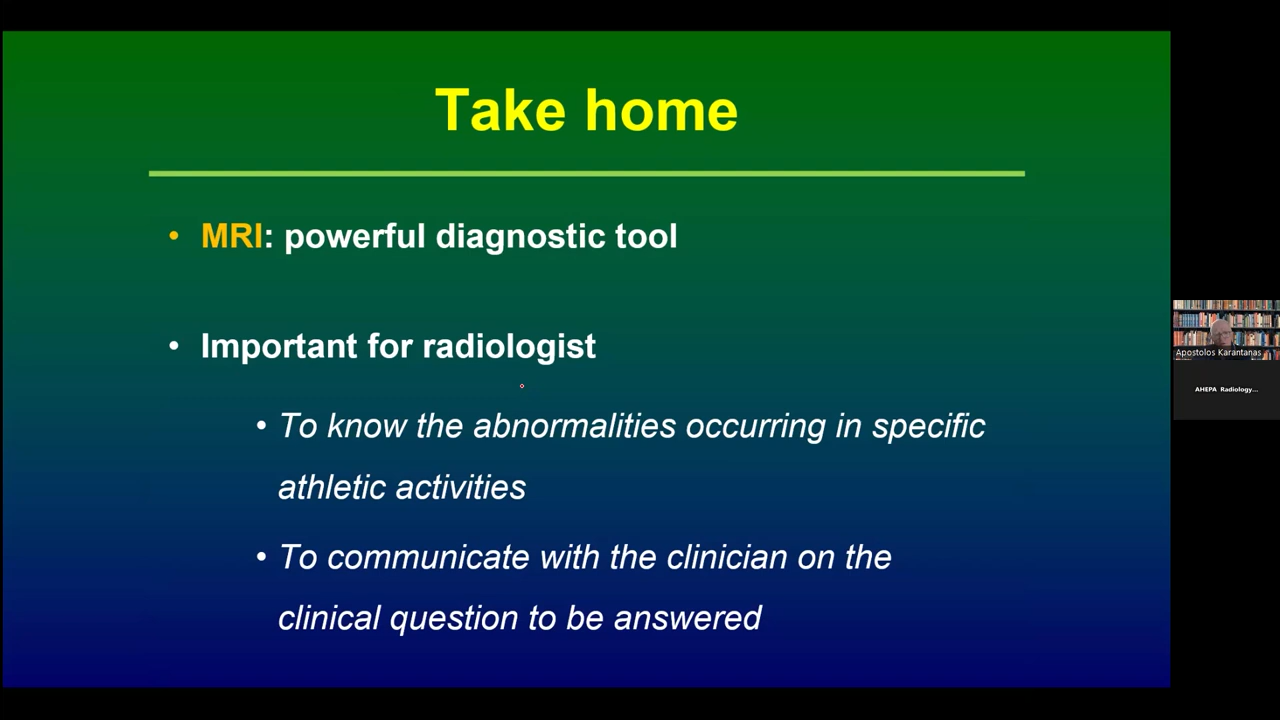 Take home
• MRI: powerful diagnostic tool
• Important for radiologist
• To know the abnormalities occurring in specific
athletic activities
• To communicate with the clinician on the
clinical question to be answered
Apostolos Karantanas
AHEPA Radiology...